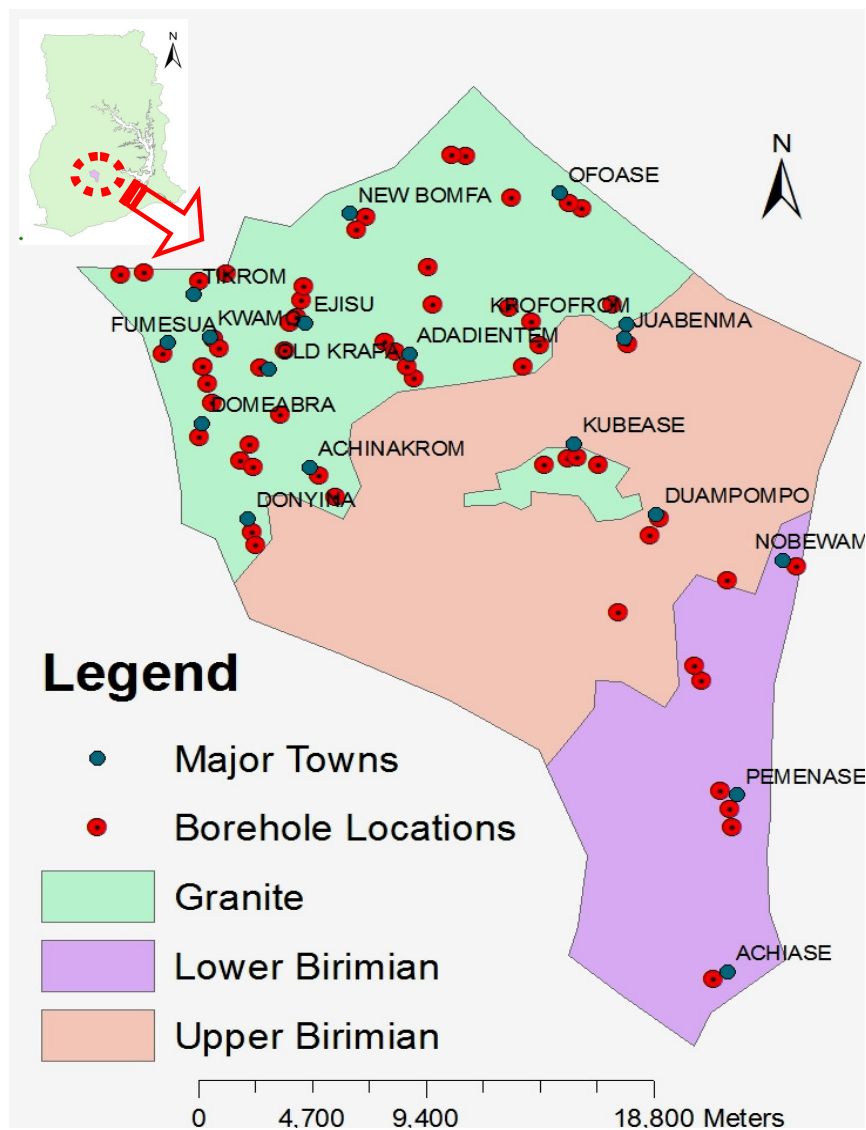 N
N
OFOASE
NEW BOMFA
TIKROM
EJISU
KROFOFROM
FUMESUA
KWAMO
JUABENMA
OLD KRAPA
ADADIENTEM
DOMEABRA
KUBEASE
ACHINAKROM
DONYINA
DUAMPOMPO
NOBEWAM
Legend
Major Towns
PEMENASE
Borehole Locations
Granite
Lower Birimian
ACHIASE
Upper Birimian
0 4,700 9,400 18,800 Meters